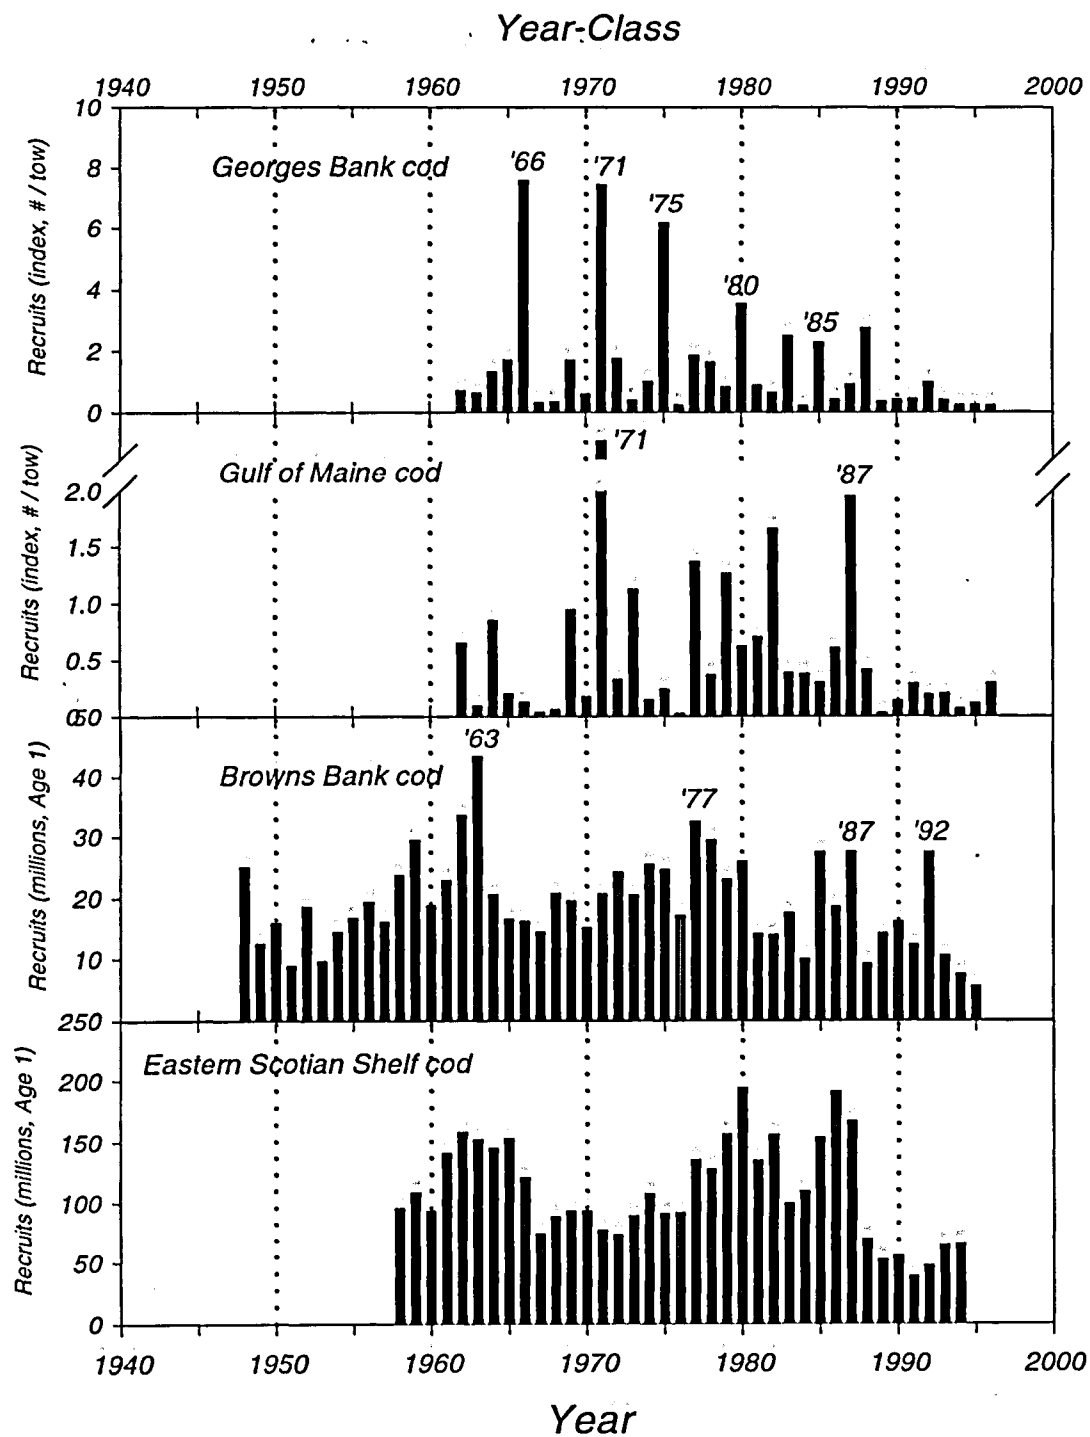 Year-Class
1940 1950 1960 1970 1980 1990 2000
10
8
6
4
2
0
Recruits (index, # / tow)
Georges Bank cod
'66
'71
'75
'80
'85
2.0
1.5
1.0
0.5
Recruits (index, # / tow)
Gulf of Maine cod
'71
'87
50
40
30
20
10
Recruits (millions, Age 1)
Browns Bank cod
'63
'77
'87
'92
250
200
150
100
50
0
Recruits (millions, Age 1)
Eastern Scotian Shelf cod
1940 1950 1960 1970 1980 1990 2000
Year